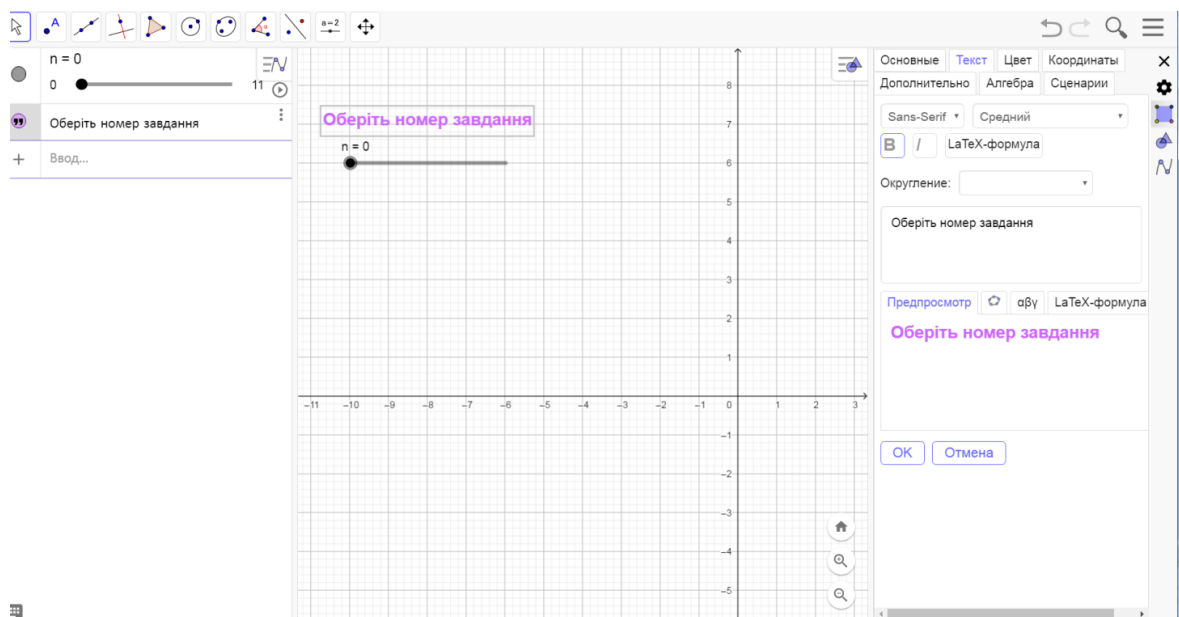 A
a=2
n = 0
0
11
Оберіть номер завдання
Ввод...
Оберіть номер завдання
n = 0
8
7
6
5
4
3
2
1
−11 −10 −9 −8 −7 −6 −5 −4 −3 −2 −1 0 1 2 3
−1
−2
−3
−4
−5
Основные Текст Цвет Координаты
Дополнительно Алгебра Сценарии
Sans-Serif Средний
B I LaTeX-формула
Округление:
Оберіть номер завдання
Предпросмотр αβγ LaTeX-формула
Оберіть номер завдання
OK Отмена